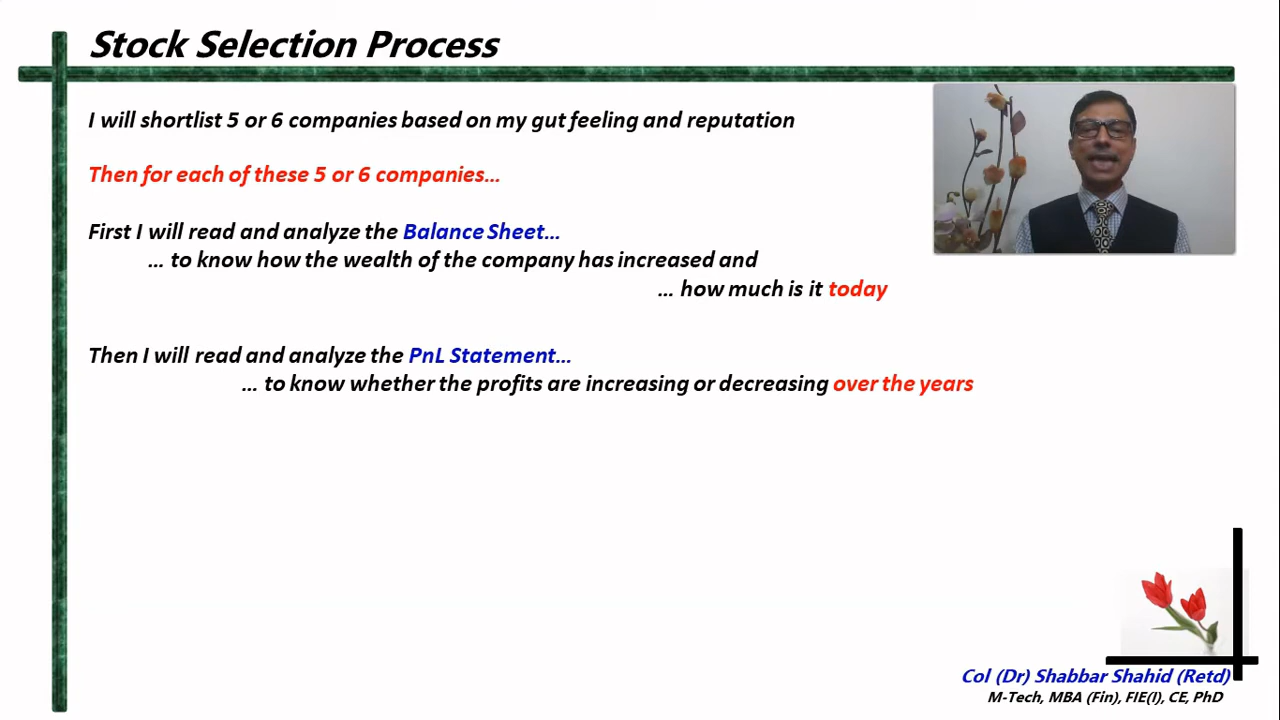 Stock Selection Process
I will shortlist 5 or 6 companies based on my gut feeling and reputation
Then for each of these 5 or 6 companies...
First I will read and analyze the Balance Sheet...
... to know how the wealth of the company has increased and
... how much is it today
Then I will read and analyze the PnL Statement...
... to know whether the profits are increasing or decreasing over the years
Col (Dr) Shabbar Shahid (Retd)
M-Tech, MBA (Fin), FIE(I), CE, PhD